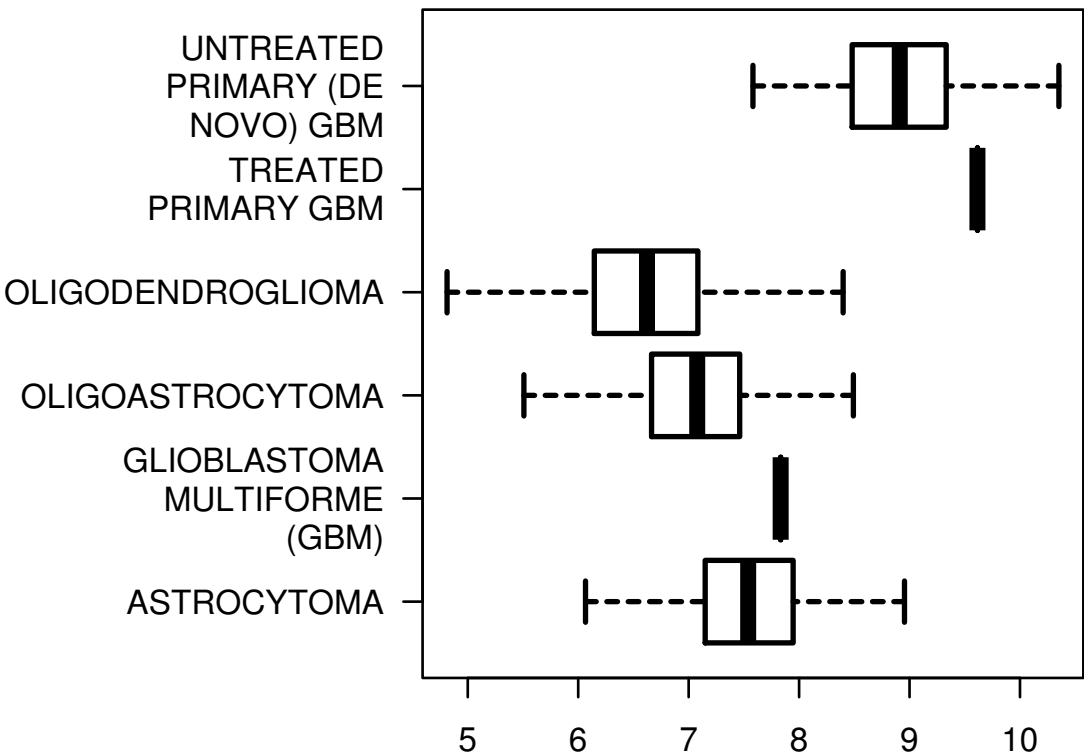 UNTREATED
PRIMARY (DE
NOVO) GBM
TREATED
PRIMARY GBM
OLIGODENDROGLIOMA
OLIGOASTROCYTOMA
GLIOBLASTOMA
MULTIFORME
(GBM)
ASTROCYTOMA
5 6 7 8 9 10